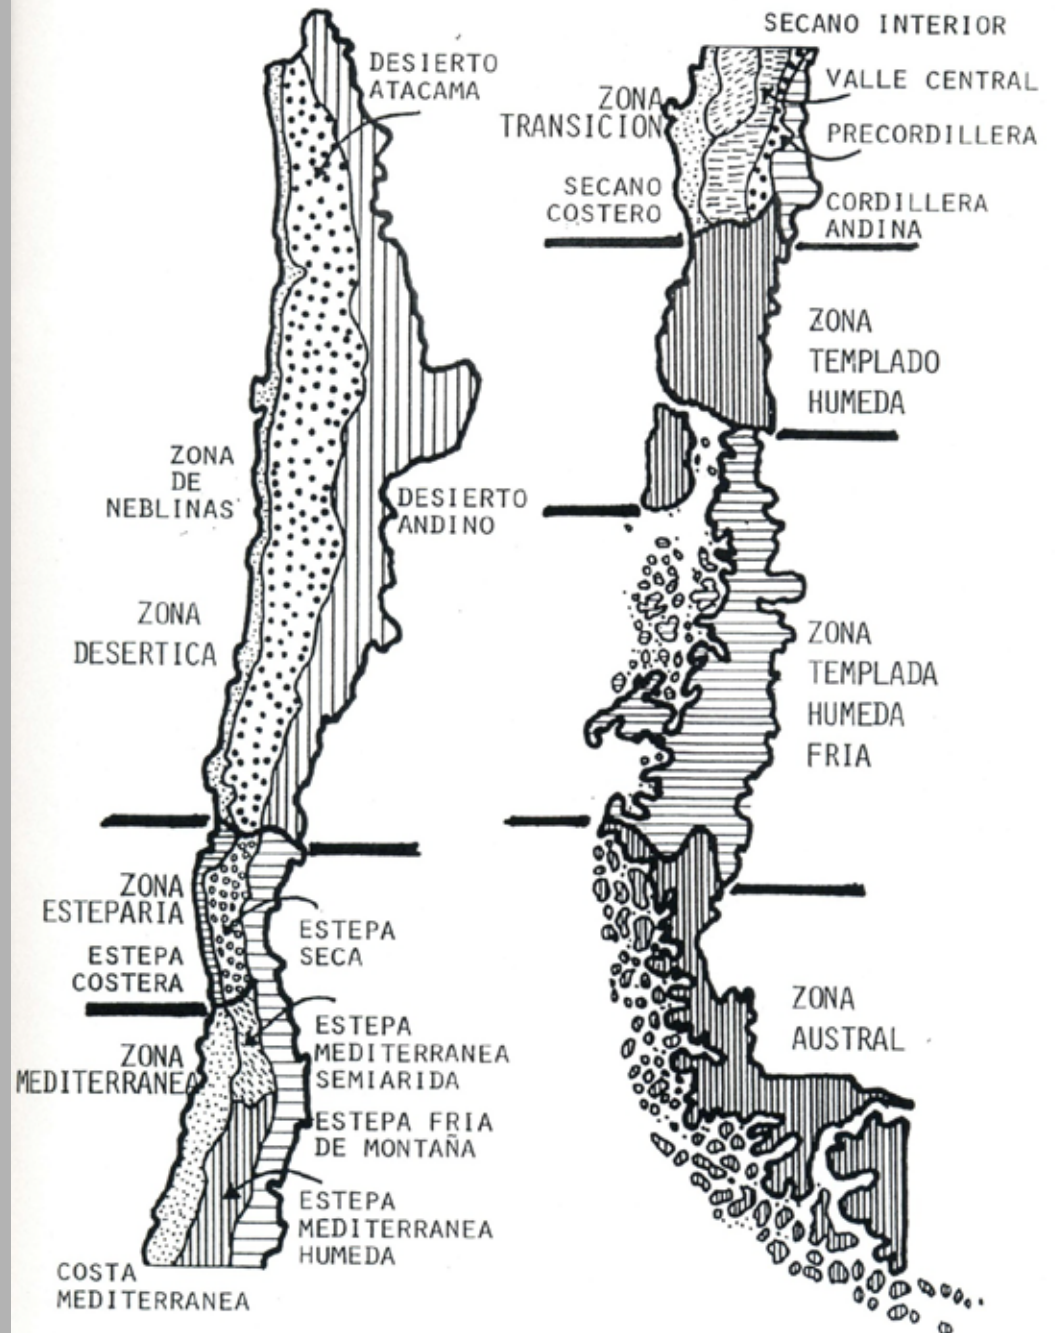 DESIERTO
ATACAMA
ZONA
DE
NEBLINAS
DESIERTO
ANDINO
ZONA
DESERTICA
ZONA
ESTEPARIA
ESTEPA
SECA
ESTEPA
COSTERA
ZONA
MEDITERRANEA
ESTEPA
MEDITERRANEA
SEMIARIDA
ESTEPA FRIA
DE MONTAÑA
ESTEPA
MEDITERRANEA
HUMEDA
COSTA
MEDITERRANEA
SECANO INTERIOR
VALLE CENTRAL
ZONA
TRANSICION
PRECORDILLERA
SECANO
COSTERO
CORDILLERA
ANDINA
ZONA
TEMPLADO
HUMEDA
ZONA
TEMPLADA
HUMEDA
FRIA
ZONA
AUSTRAL